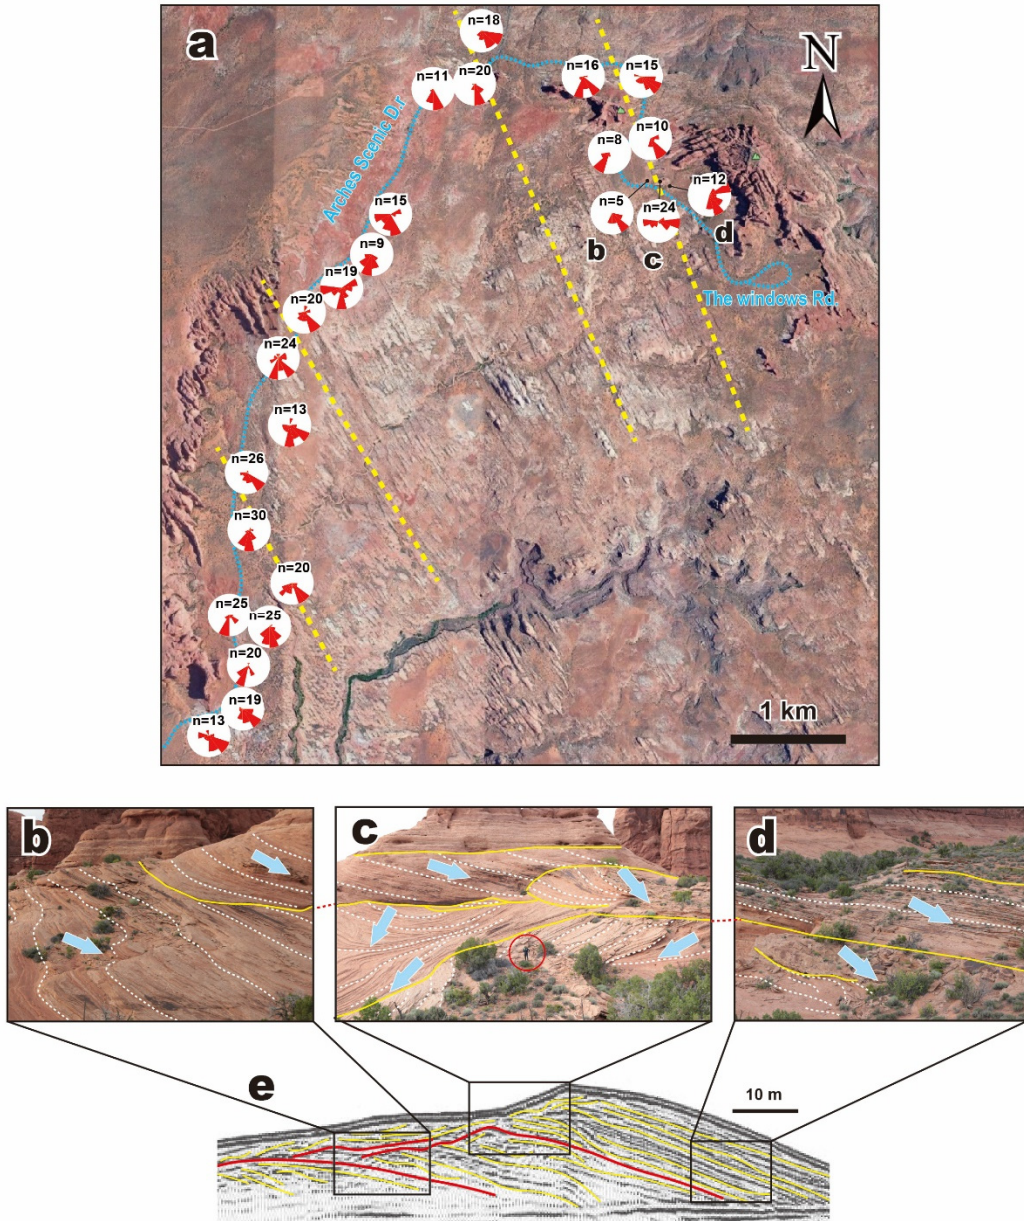 a
N
n=18
n=11
n=20
n=16
n=15
Arches Scenic D.r
n=8
n=10
n=12
n=5
n=24
n=15
b
c
d
n=9
n=19
The windows Rd.
n=20
n=24
n=13
n=26
n=30
n=20
n=25
n=25
n=20
n=19
n=13
1 km
b
c
d
e
10 m